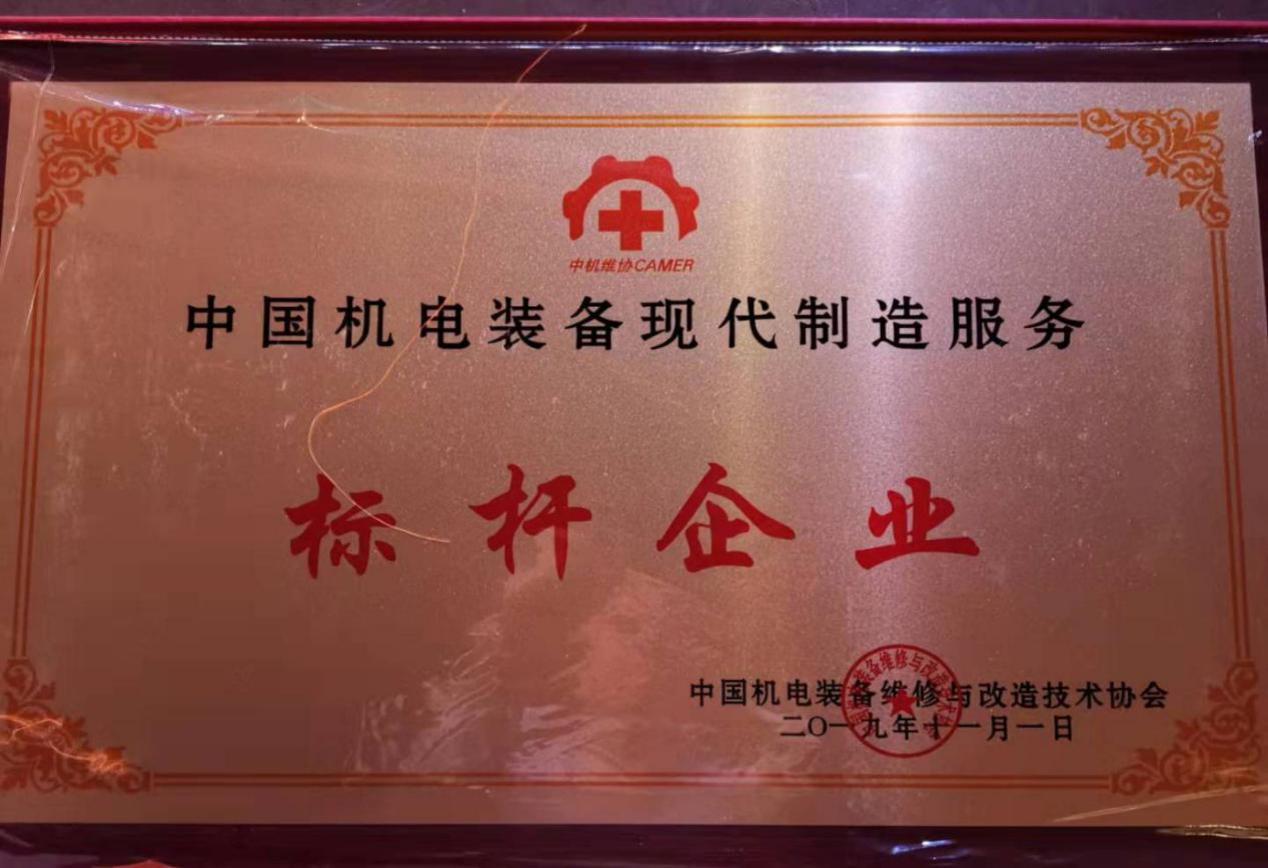 中机维协CAMER
中国机电装备现代制造服务
标杆企业
中国机电装备维修与改造技术协会
二〇一九年十一月一日